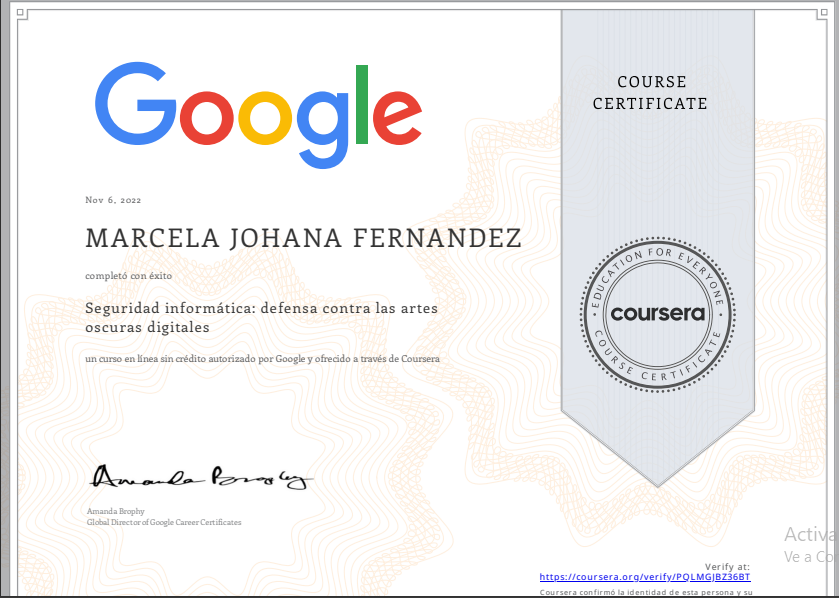 Google
COURSE
CERTIFICATE
Nov 6, 2022
MARCELA JOHANA FERNANDEZ
completó con éxito
Seguridad informática: defensa contra las artes
oscuras digitales
un curso en línea sin crédito autorizado por Google y ofrecido a través de Coursera
EDUCATION FOR EVERYONE
coursera
COURSE CERTIFICATE
Amanda Brophy
Amanda Brophy
Global Director of Google Career Certificates
Activa
Ve a Co
Verify at:
https://coursera.org/verify/PQLMGJBZ36BT
Coursera confirmó la identidad de esta persona y su